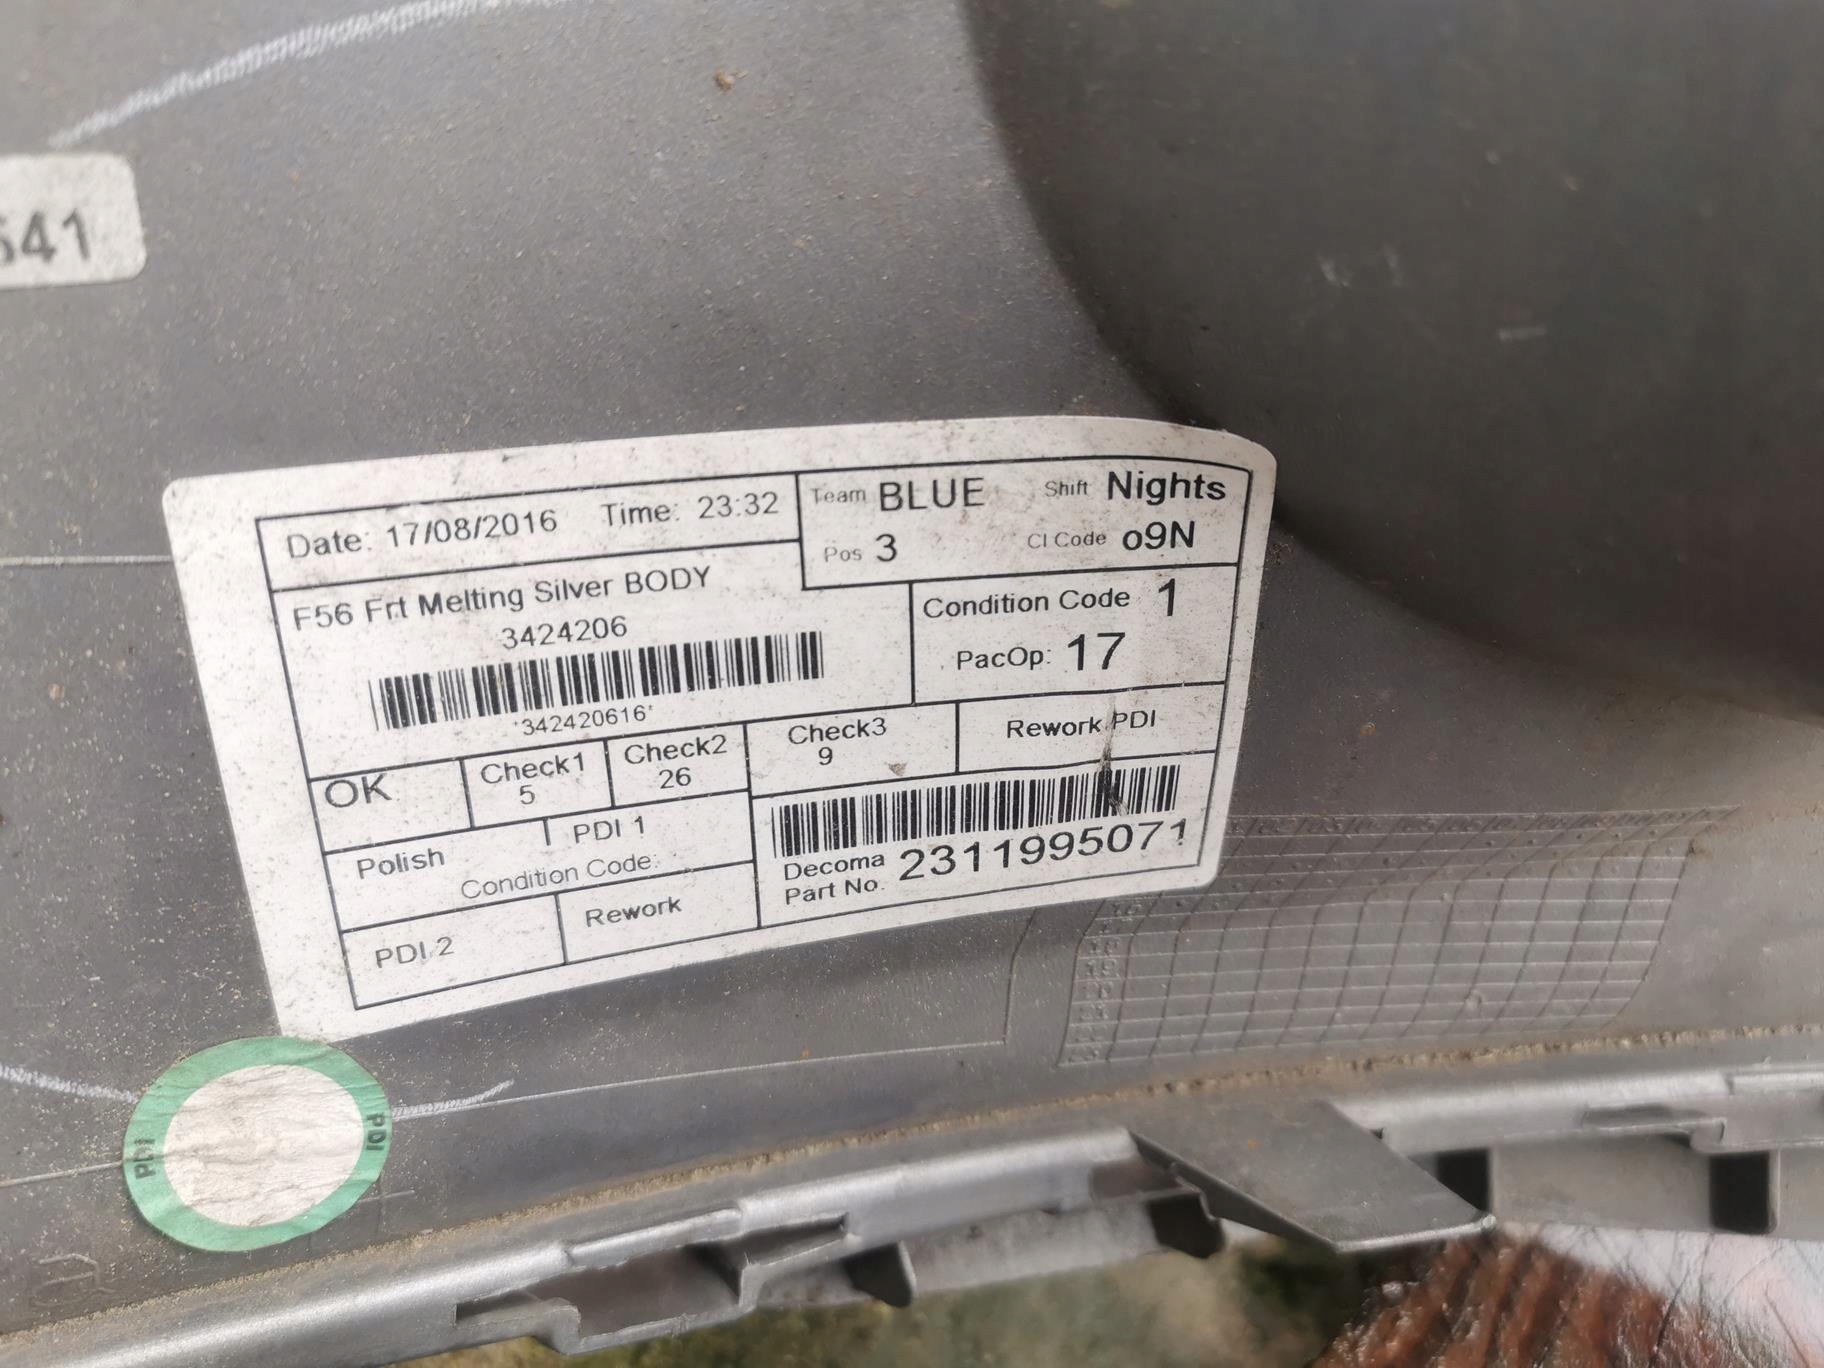 641
Date: 17/08/2016 Time: 23:32
Team BLUE Shift Nights
Pos 3 CI Code o9N
F56 Frt Melting Silver BODY
3424206
'342420616'
Condition Code 1
PacOp: 17
OK
Check1
5
Check2
26
Check3
9
Rework PDI
Polish
PDI 1
Condition Code:
Decoma
Part No. 2311995071
PDI 2
Rework
PDI
PDI